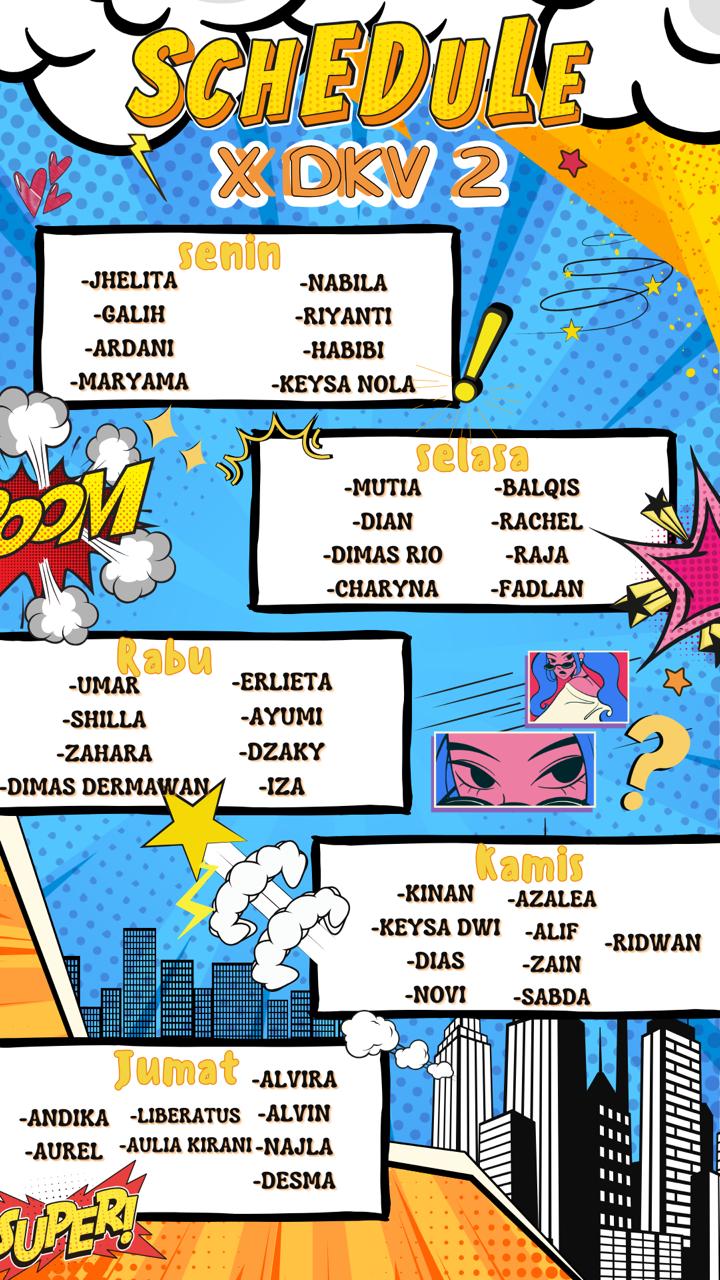 SCHEDULE
X DKV 2
senin
-JHELITA
-GALIH
-ARDANI
-MARYAMA
-NABILA
-RIYANTI
-HABIBI
-KEYSA NOLA
selasa
-MUTIA
-DIAN
-DIMAS RIO
-CHARYNA
-BALQIS
-RACHEL
-RAJA
-FADLAN
BOOM
Rabu
-UMAR
-SHILLA
-ZAHARA
-DIMAS DERMAWAN
-ERLIETA
-AYUMI
-DZAKY
-IZA
?
Kamis
-KINAN
-KEYSA DWI
-DIAS
-NOVI
-AZALEA
-ALIF
-ZAIN
-SABDA
-RIDWAN
Jumat
-ANDIKA
-AUREL
-LIBERATUS
-AULIA KIRANI
-ALVIRA
-ALVIN
-NAJLA
-DESMA
SUPER!